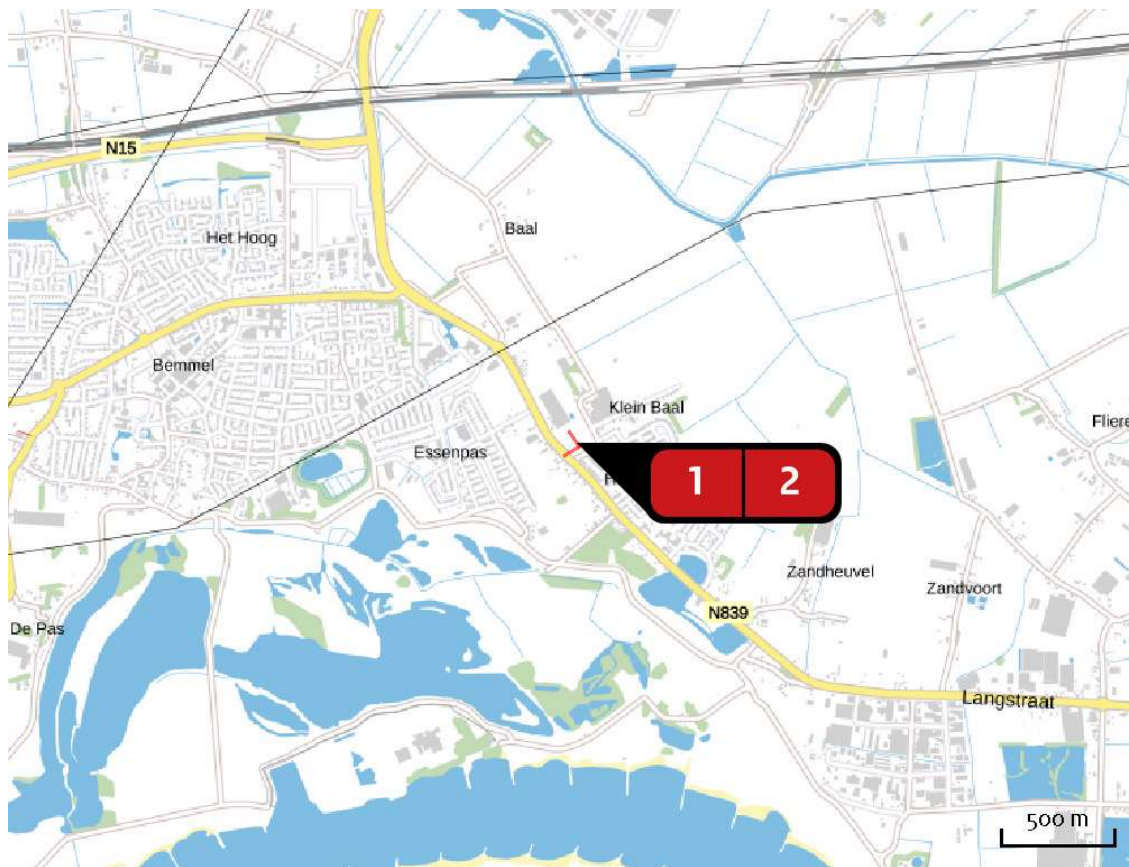 N15
Baal
Het Hoog
Bemmel
Klein Baal
Fliere
Essenpas
1 2
Zandheuvel
Zandvoort
N839
De Pas
Langstraat
500 m